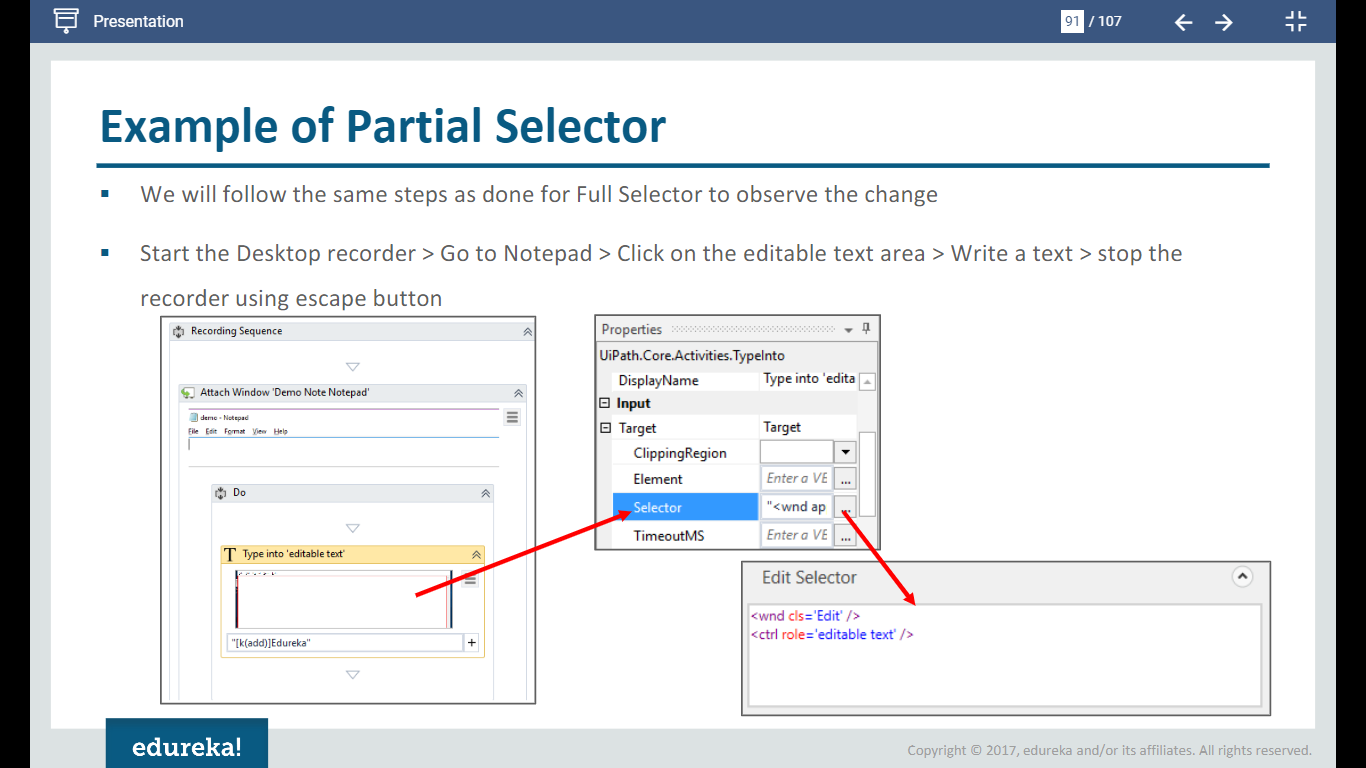 Presentation
91 / 107
Example of Partial Selector
We will follow the same steps as done for Full Selector to observe the change
Start the Desktop recorder > Go to Notepad > Click on the editable text area > Write a text > stop the
recorder using escape button
Recording Sequence
Attach Window 'Demo Note Notepad'
demo - Notepad
File Edit Format View Help
Do
Type into 'editable text'
"[k(add)]Edureka"
+
Properties
UiPath.Core.Activities.TypeInto
DisplayName Type into 'edita
Input
Target Target
ClippingRegion
Element Enter a VE ...
Selector "<wnd ap ...
TimeoutMS Enter a VE ...
Edit Selector
<wnd cls='Edit' />
<ctrl role='editable text' />
edureka!
Copyright © 2017, edureka and/or its affiliates. All rights reserved.